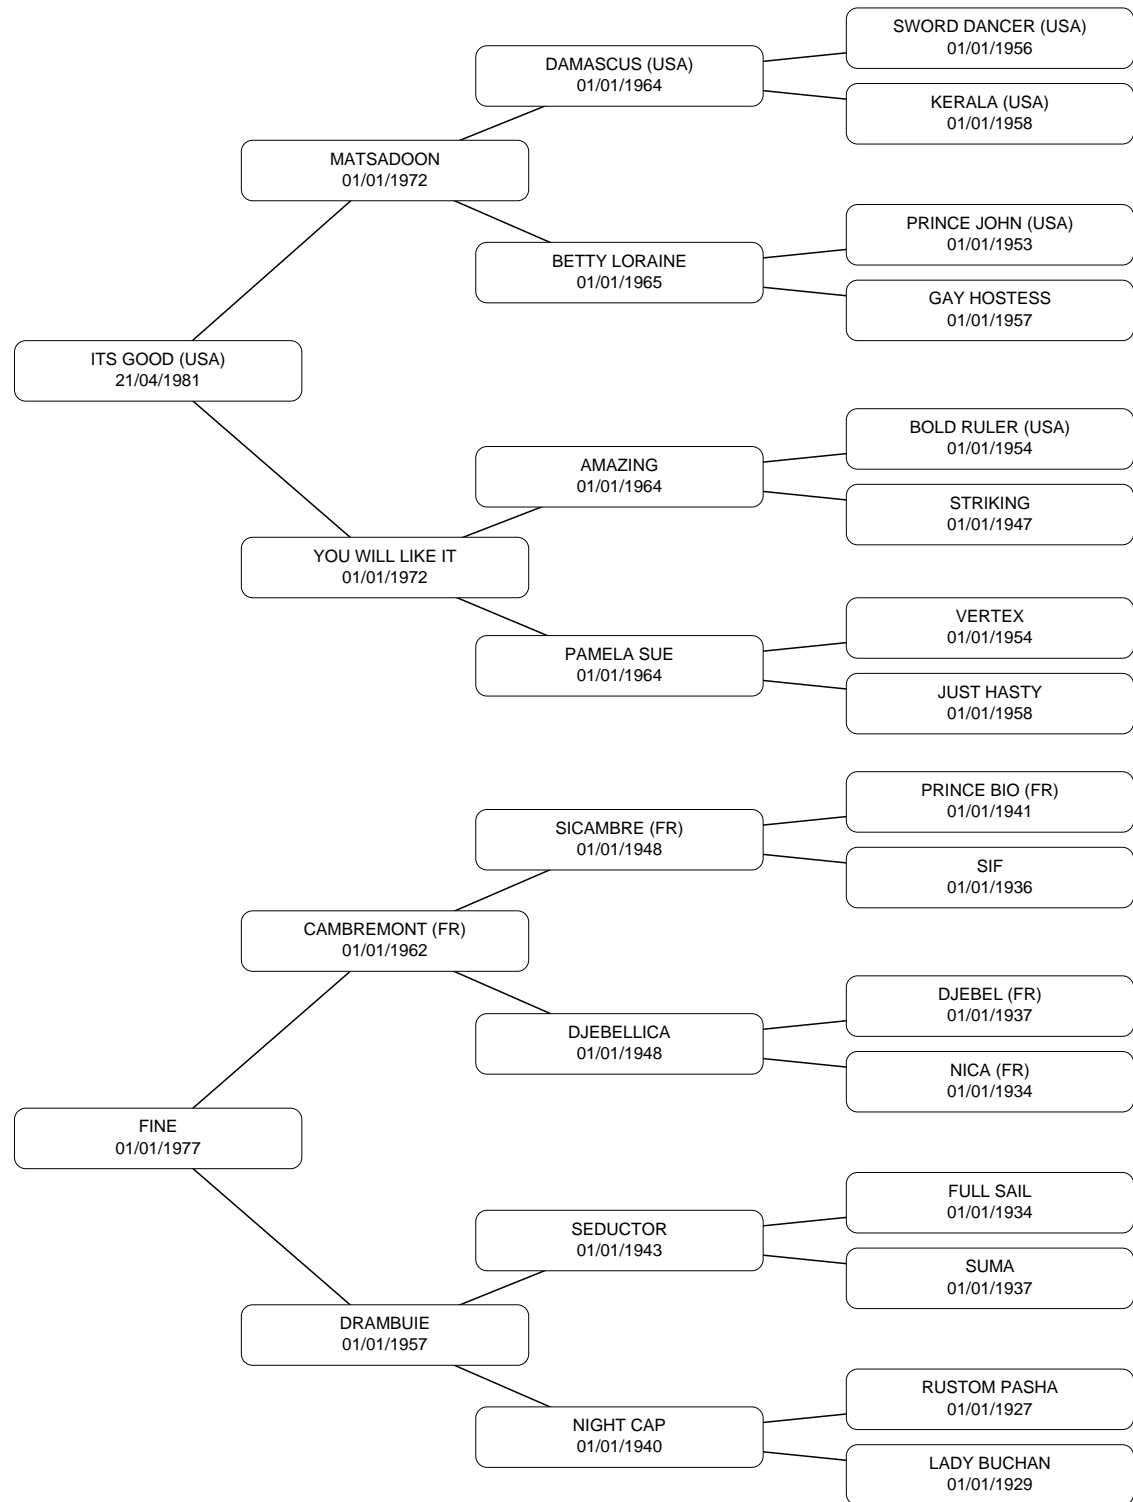 SWORD DANCER (USA)
01/01/1956
DAMASCUS (USA)
01/01/1964
KERALA (USA)
01/01/1958
MATSADOON
01/01/1972
PRINCE JOHN (USA)
01/01/1953
BETTY LORAINE
01/01/1965
GAY HOSTESS
01/01/1957
ITS GOOD (USA)
21/04/1981
BOLD RULER (USA)
01/01/1954
AMAZING
01/01/1964
STRIKING
01/01/1947
YOU WILL LIKE IT
01/01/1972
VERTEX
01/01/1954
PAMELA SUE
01/01/1964
JUST HASTY
01/01/1958
PRINCE BIO (FR)
01/01/1941
SICAMBRE (FR)
01/01/1948
SIF
01/01/1936
CAMBREMONT (FR)
01/01/1962
DJEBEL (FR)
01/01/1937
DJEBELLICA
01/01/1948
NICA (FR)
01/01/1934
FINE
01/01/1977
FULL SAIL
01/01/1934
SEDUCTOR
01/01/1943
SUMA
01/01/1937
DRAMBUIE
01/01/1957
RUSTOM PASHA
01/01/1927
NIGHT CAP
01/01/1940
LADY BUCHAN
01/01/1929